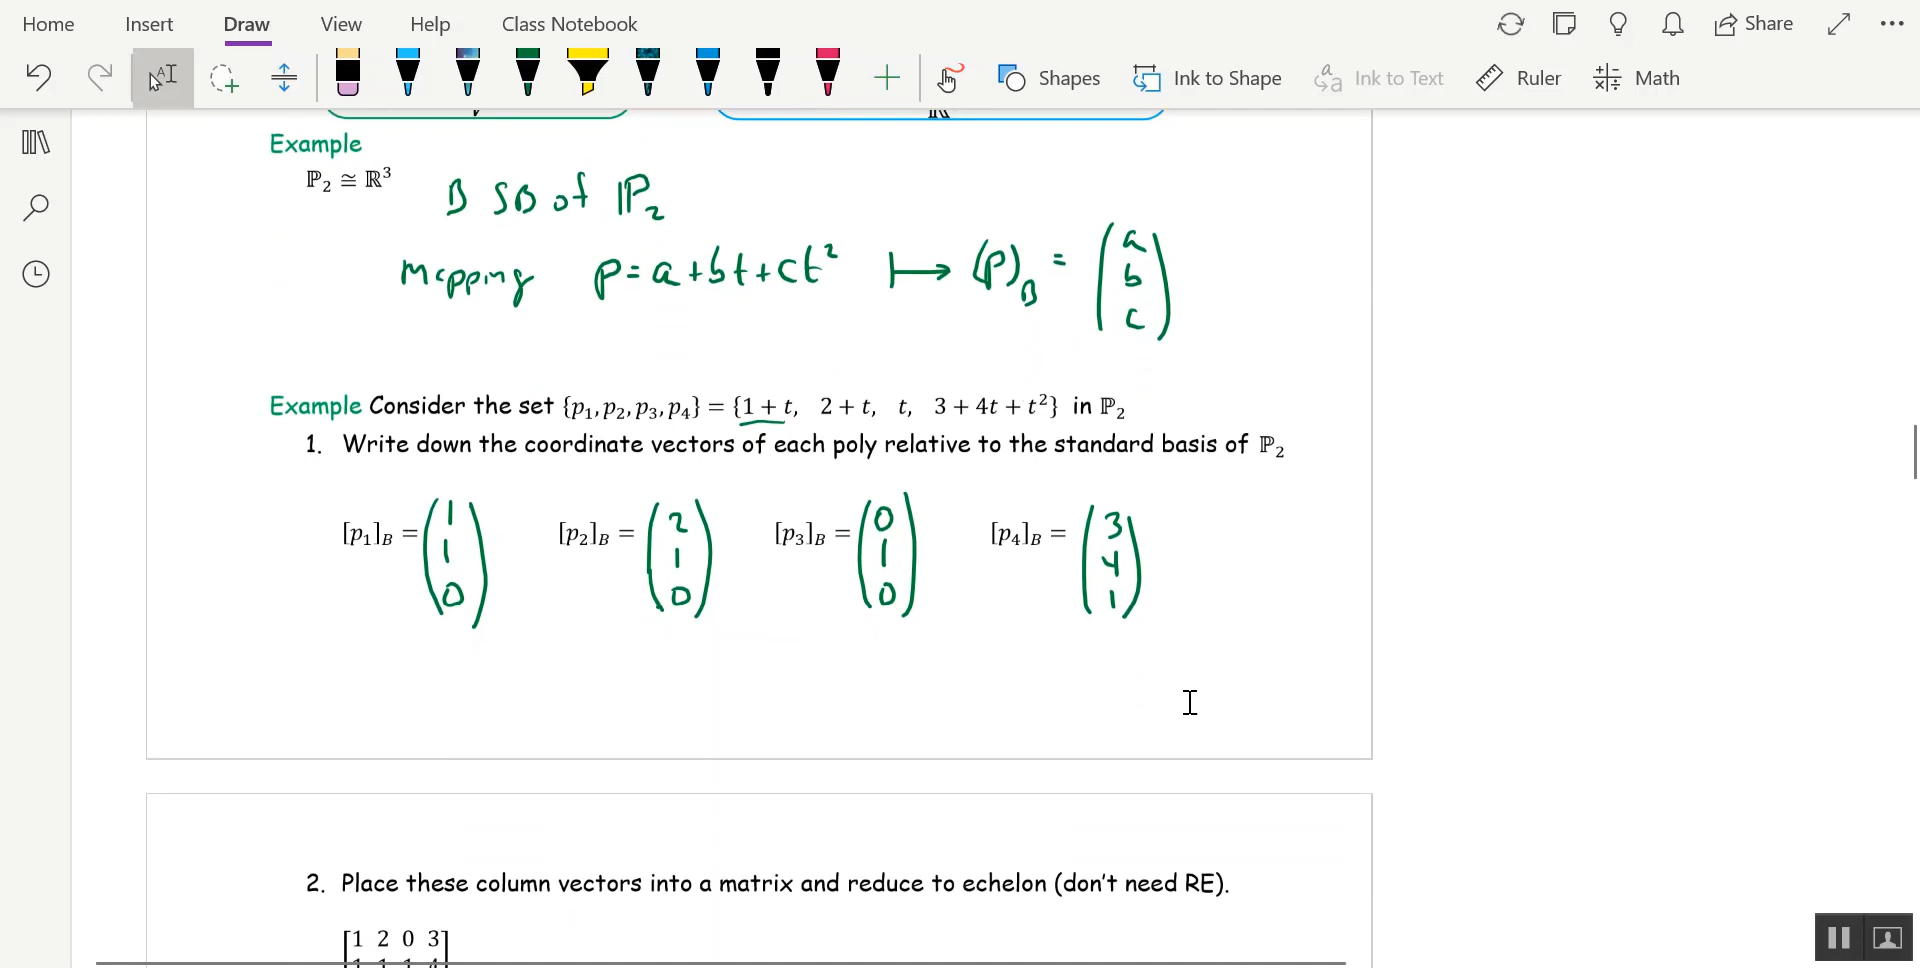 Home Insert Draw View Help Class Notebook Share
Shapes Ink to Shape Ink to Text Ruler Math
Example
ℙ₂ ≅ ℝ³
B SB of ℙ₂
mapping p = a + bt + ct² ↦ (p)_B = (a b c)
Example Consider the set {p₁, p₂, p₃, p₄} = {1 + t, 2 + t, t, 3 + 4t + t²} in ℙ₂
1. Write down the coordinate vectors of each poly relative to the standard basis of ℙ₂
[p₁]_B = (1 1 0) [p₂]_B = (2 1 0) [p₃]_B = (0 1 0) [p₄]_B = (3 4 1)
2. Place these column vectors into a matrix and reduce to echelon (don't need RE).
[1 2 0 3]
1 1 1 4